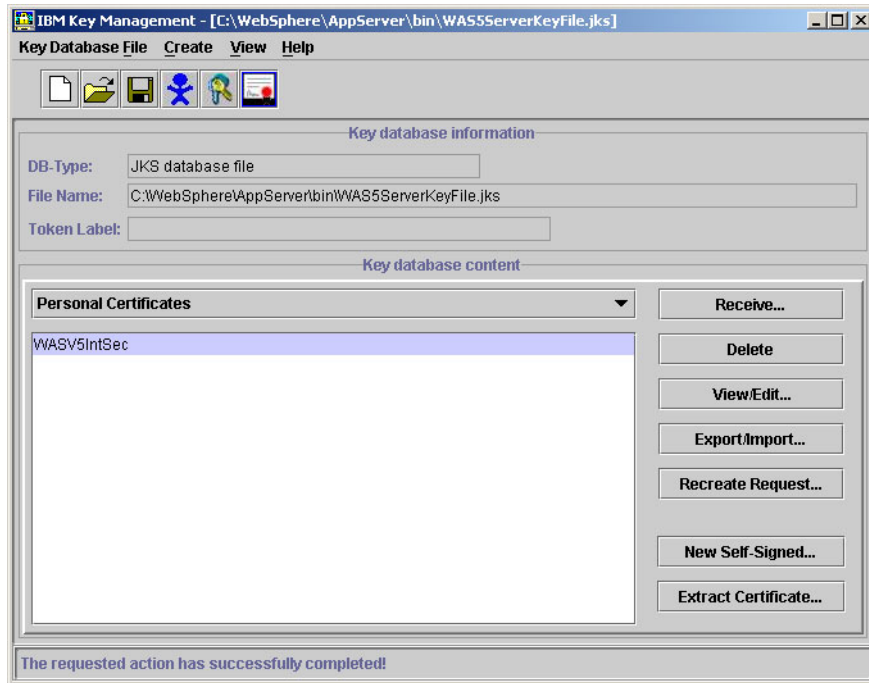 IBM Key Management - [C:\WebSphere\AppServer\bin\WAS5ServerKeyFile.jks]
Key Database File Create View Help
Key database information
DB-Type: JKS database file
File Name: C:\WebSphere\AppServer\bin\WAS5ServerKeyFile.jks
Token Label:
Key database content
Personal Certificates
Receive...
WASV5IntSec
Delete
View/Edit...
Export/Import...
Recreate Request...
New Self-Signed...
Extract Certificate...
The requested action has successfully completed!